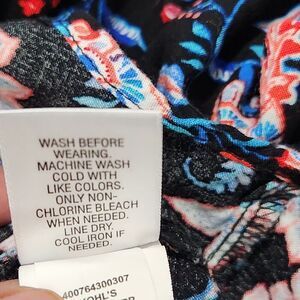 WASH BEFORE
WEARING.
MACHINE WASH
COLD WITH
LIKE COLORS.
ONLY NON-
CHLORINE BLEACH
WHEN NEEDED.
LINE DRY.
COOL IRON IF
NEEDED.
400764300307
KOHL'S